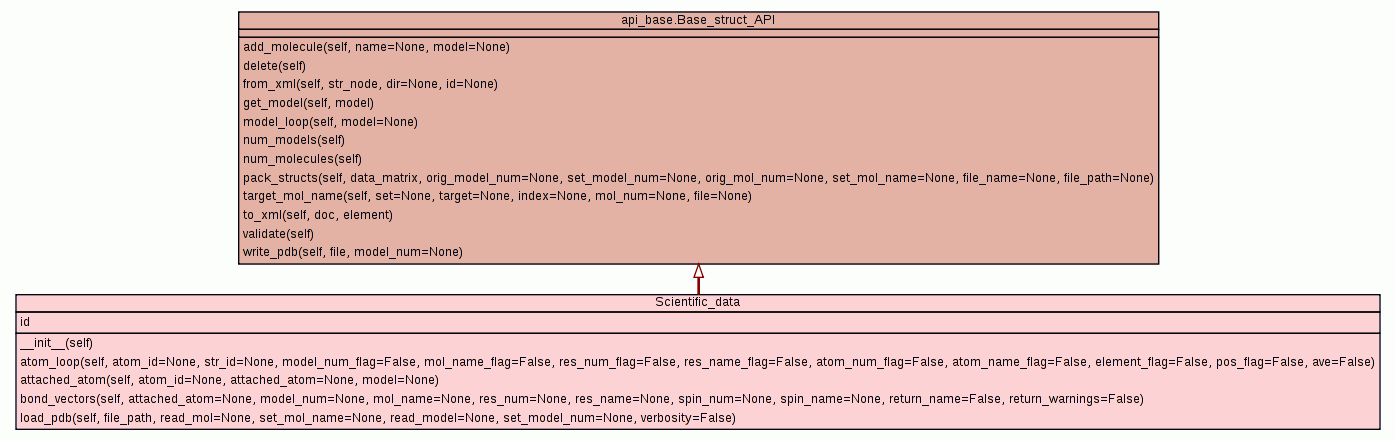 api_base.Base_struct_API
add_molecule(self, name=None, model=None)
delete(self)
from_xml(self, str_node, dir=None, id=None)
get_model(self, model)
model_loop(self, model=None)
num_models(self)
num_molecules(self)
pack_structs(self, data_matrix, orig_model_num=None, set_model_num=None, orig_mol_num=None, set_mol_name=None, file_name=None, file_path=None)
target_mol_name(self, set=None, target=None, index=None, mol_num=None, file=None)
to_xml(self, doc, element)
validate(self)
write_pdb(self, file, model_num=None)
Scientific_data
id
__init__(self)
atom_loop(self, atom_id=None, str_id=None, model_num_flag=False, mol_name_flag=False, res_num_flag=False, res_name_flag=False, atom_num_flag=False, atom_name_flag=False, element_flag=False, pos_flag=False, ave=False)
attached_atom(self, atom_id=None, attached_atom=None, model=None)
bond_vectors(self, attached_atom=None, model_num=None, mol_name=None, res_num=None, res_name=None, spin_num=None, spin_name=None, return_name=False, return_warnings=False)
load_pdb(self, file_path, read_mol=None, set_mol_name=None, read_model=None, set_model_num=None, verbosity=False)